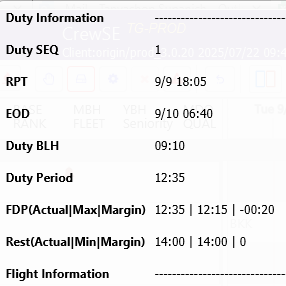 Duty Information -------------------------------
Duty SEQ 1
RPT 9/9 18:05
EOD 9/10 06:40
Duty BLH 09:10
Duty Period 12:35
FDP(Actual|Max|Margin) 12:35 | 12:15 | -00:20
Rest(Actual|Min|Margin) 14:00 | 14:00 | 0
Flight Information -------------------------------